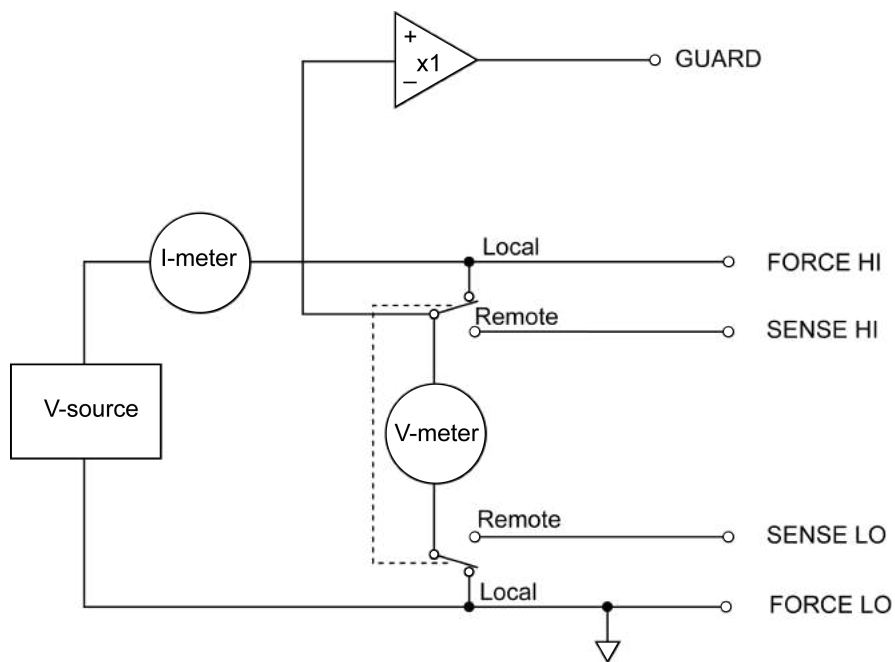 +
x1
–
GUARD
I-meter
Local
FORCE HI
Remote
SENSE HI
V-source
V-meter
Remote
SENSE LO
Local
FORCE LO